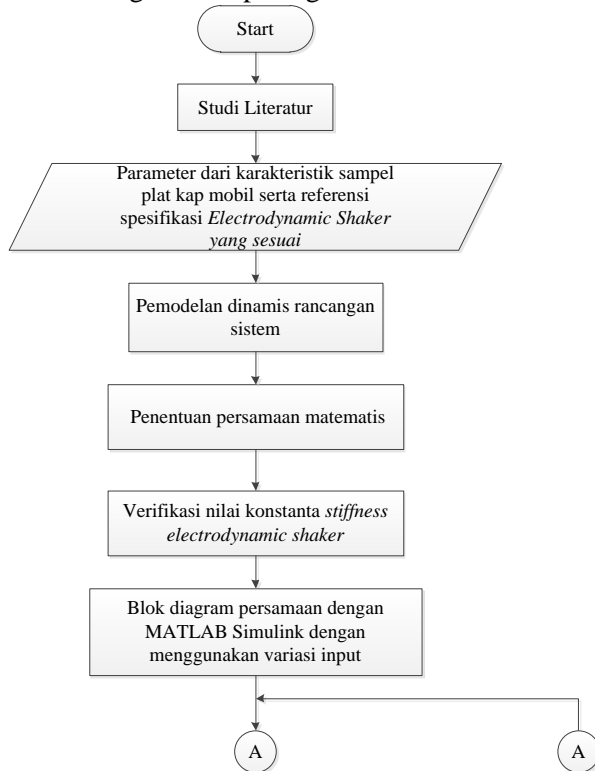 Start
Studi Literatur
Parameter dari karakteristik sampel
plat kap mobil serta referensi
spesifikasi Electrodynamic Shaker
yang sesuai
Pemodelan dinamis rancangan
sistem
Penentuan persamaan matematis
Verifikasi nilai konstanta stiffness
electrodynamic shaker
Blok diagram persamaan dengan
MATLAB Simulink dengan
menggunakan variasi input
A
A